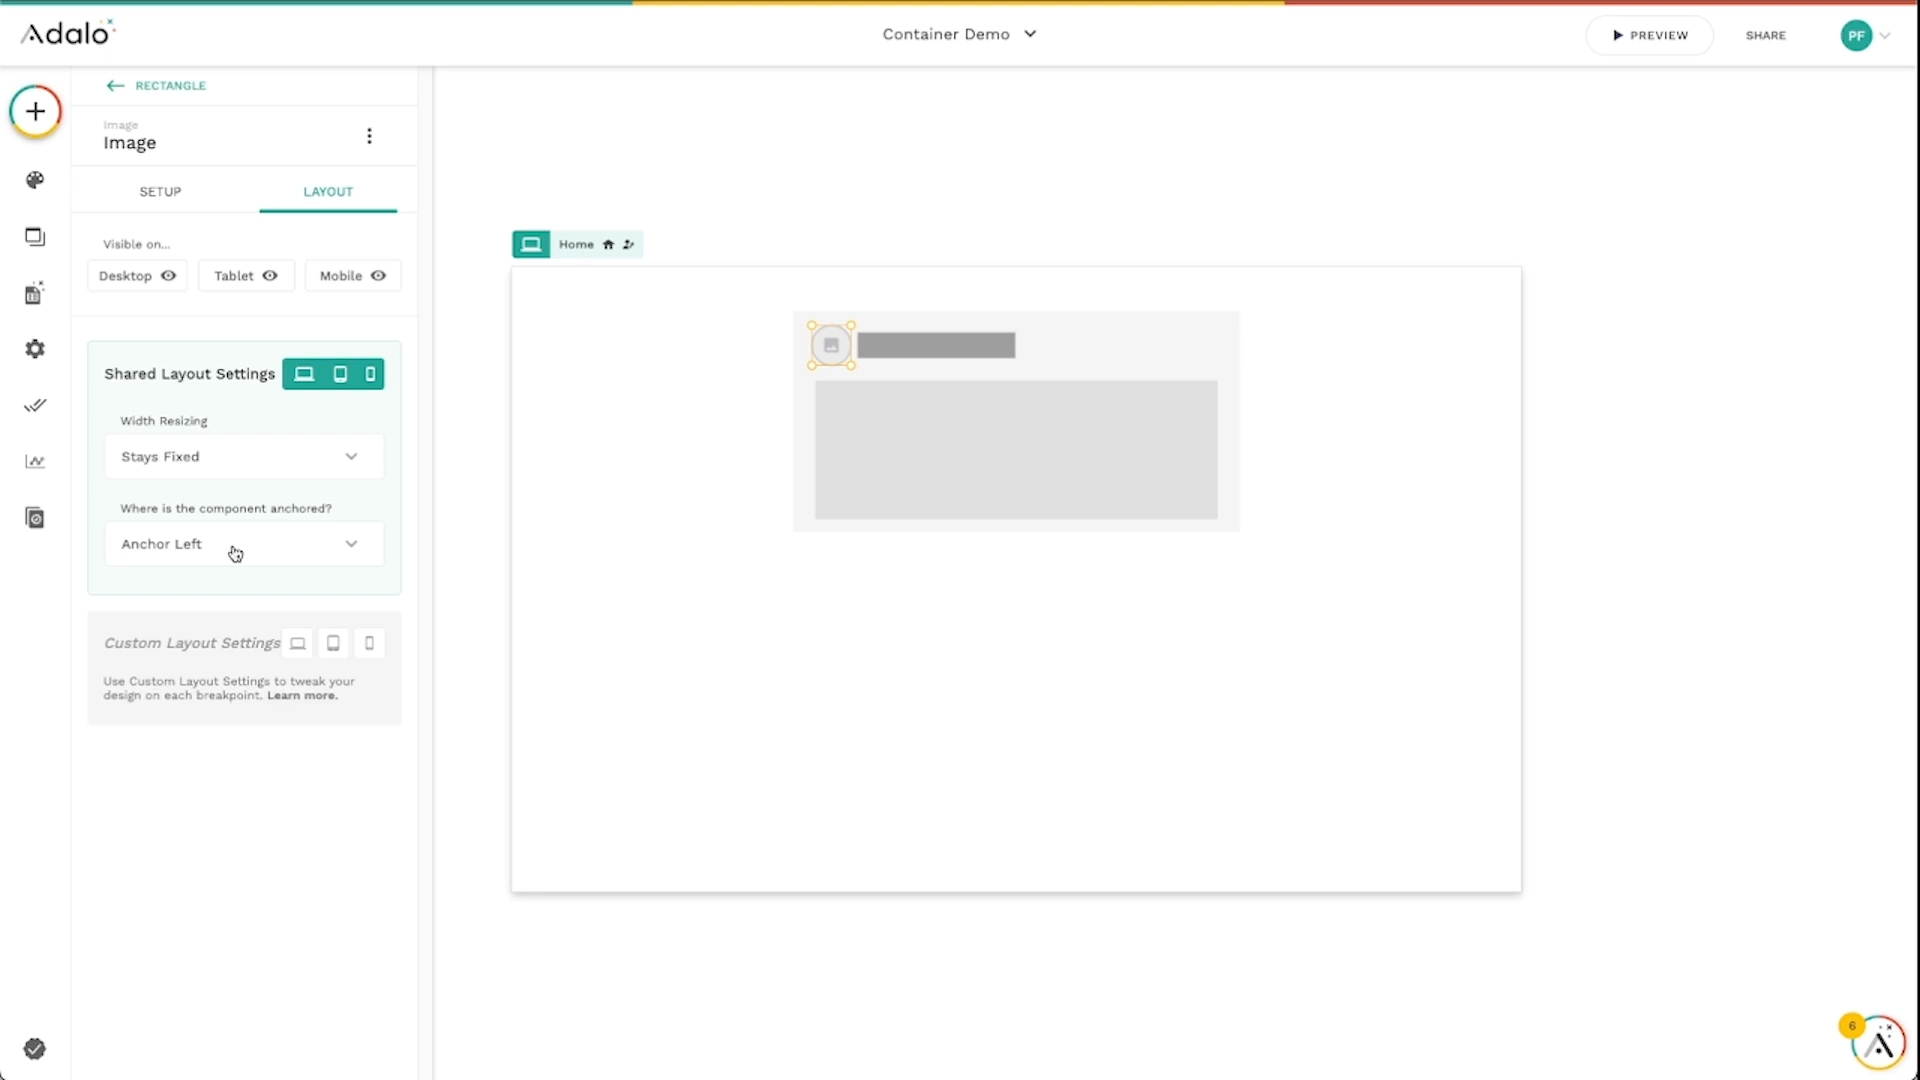 Adalo
Container Demo
PREVIEW
SHARE
PF
RECTANGLE
Image
Image
SETUP
LAYOUT
Visible on...
Desktop
Tablet
Mobile
Shared Layout Settings
Width Resizing
Stays Fixed
Where is the component anchored?
Anchor Left
Custom Layout Settings
Use Custom Layout Settings to tweak your
design on each breakpoint. Learn more.
Home
6